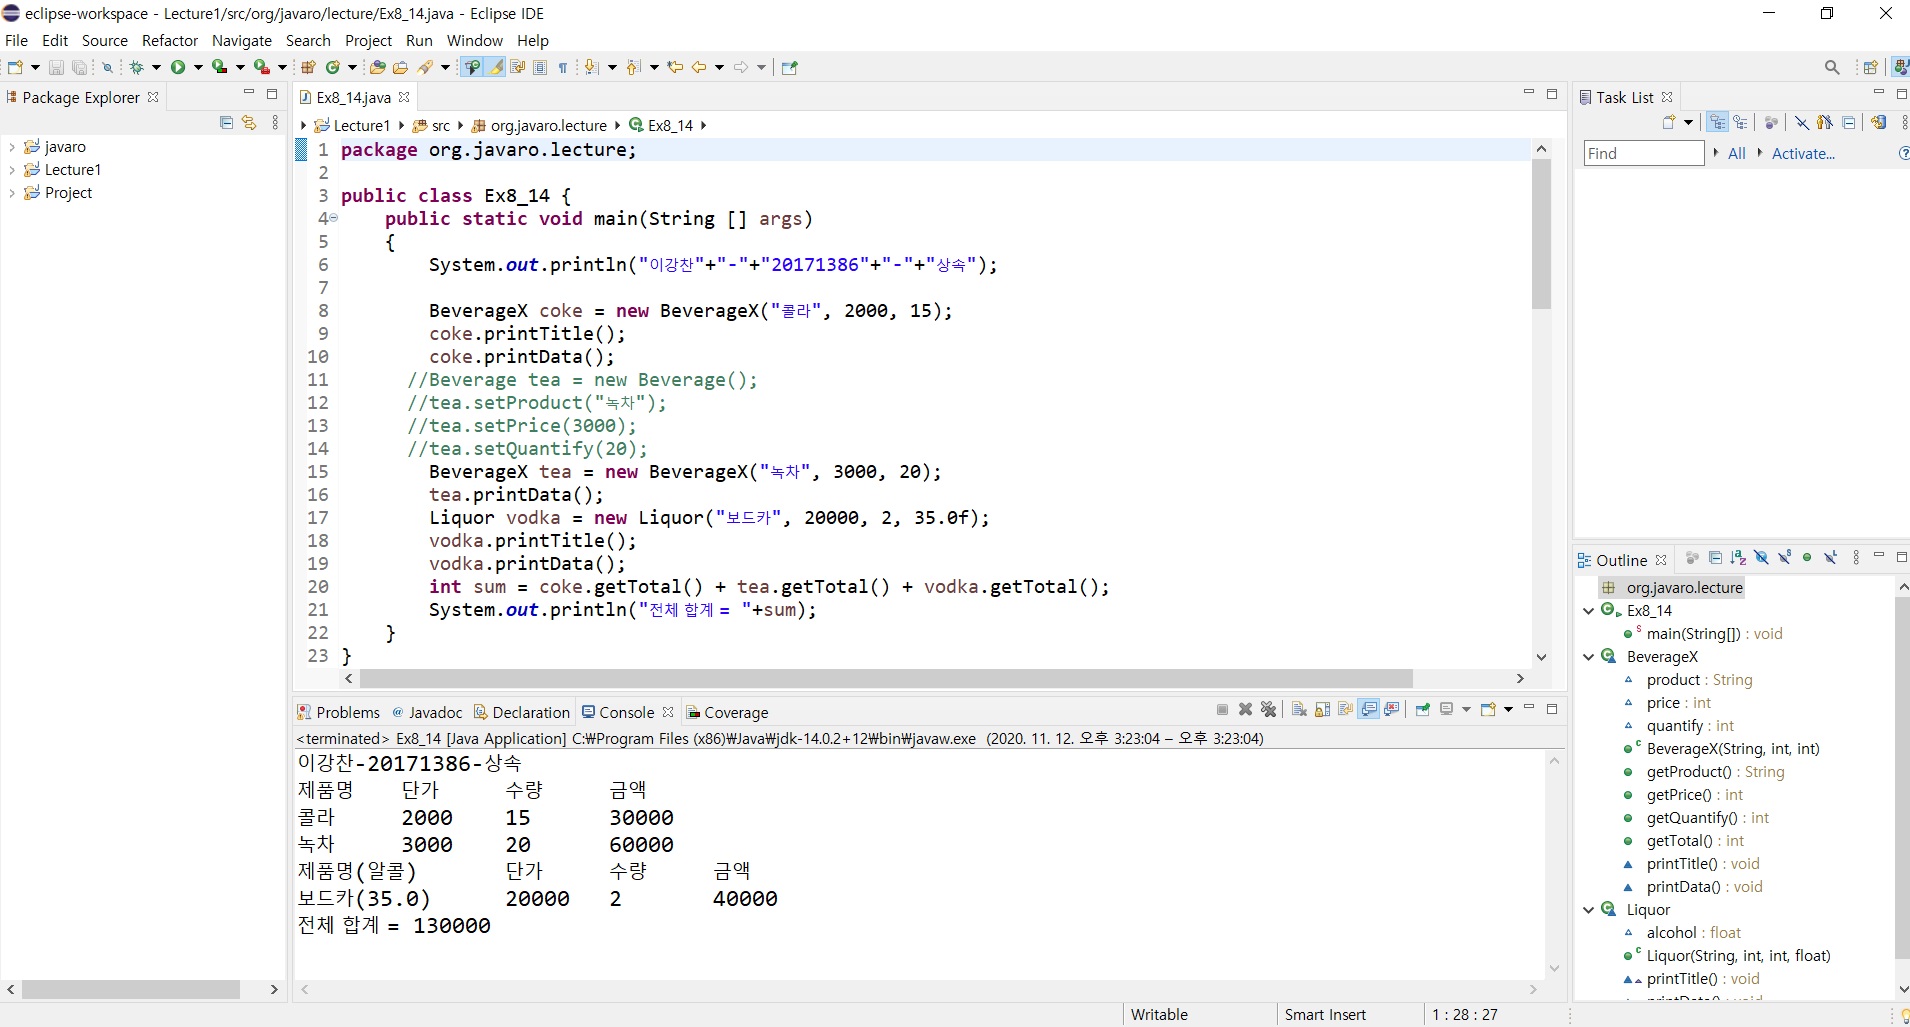 eclipse-workspace - Lecture1/src/org/javaro/lecture/Ex8_14.java - Eclipse IDE
File Edit Source Refactor Navigate Search Project Run Window Help
Package Explorer
javaro
Lecture1
Project
Ex8_14.java
Lecture1 src org.javaro.lecture Ex8_14
1 package org.javaro.lecture;
2
3 public class Ex8_14 {
4 public static void main(String [] args)
5 {
6 System.out.println("이강찬"+"-"+"20171386"+"-"+"상속");
7
8 BeverageX coke = new BeverageX("콜라", 2000, 15);
9 coke.printTitle();
10 coke.printData();
11 //Beverage tea = new Beverage();
12 //tea.setProduct("녹차");
13 //tea.setPrice(3000);
14 //tea.setQuantify(20);
15 BeverageX tea = new BeverageX("녹차", 3000, 20);
16 tea.printData();
17 Liquor vodka = new Liquor("보드카", 20000, 2, 35.0f);
18 vodka.printTitle();
19 vodka.printData();
20 int sum = coke.getTotal() + tea.getTotal() + vodka.getTotal();
21 System.out.println("전체 합계 = "+sum);
22 }
23 }
Problems @ Javadoc Declaration Console Coverage
<terminated> Ex8_14 [Java Application] C:₩Program Files (x86)₩Java₩jdk-14.0.2+12₩bin₩javaw.exe (2020. 11. 12. 오후 3:23:04 – 오후 3:23:04)
이강찬-20171386-상속
제품명 단가 수량 금액
콜라 2000 15 30000
녹차 3000 20 60000
제품명(알콜) 단가 수량 금액
보드카(35.0) 20000 2 40000
전체 합계 = 130000
Task List
Find All Activate...
Outline
org.javaro.lecture
Ex8_14
main(String[]) : void
BeverageX
product : String
price : int
quantify : int
BeverageX(String, int, int)
getProduct() : String
getPrice() : int
getQuantify() : int
getTotal() : int
printTitle() : void
printData() : void
Liquor
alcohol : float
Liquor(String, int, int, float)
printTitle() : void
printData() : void
Writable Smart Insert 1 : 28 : 27